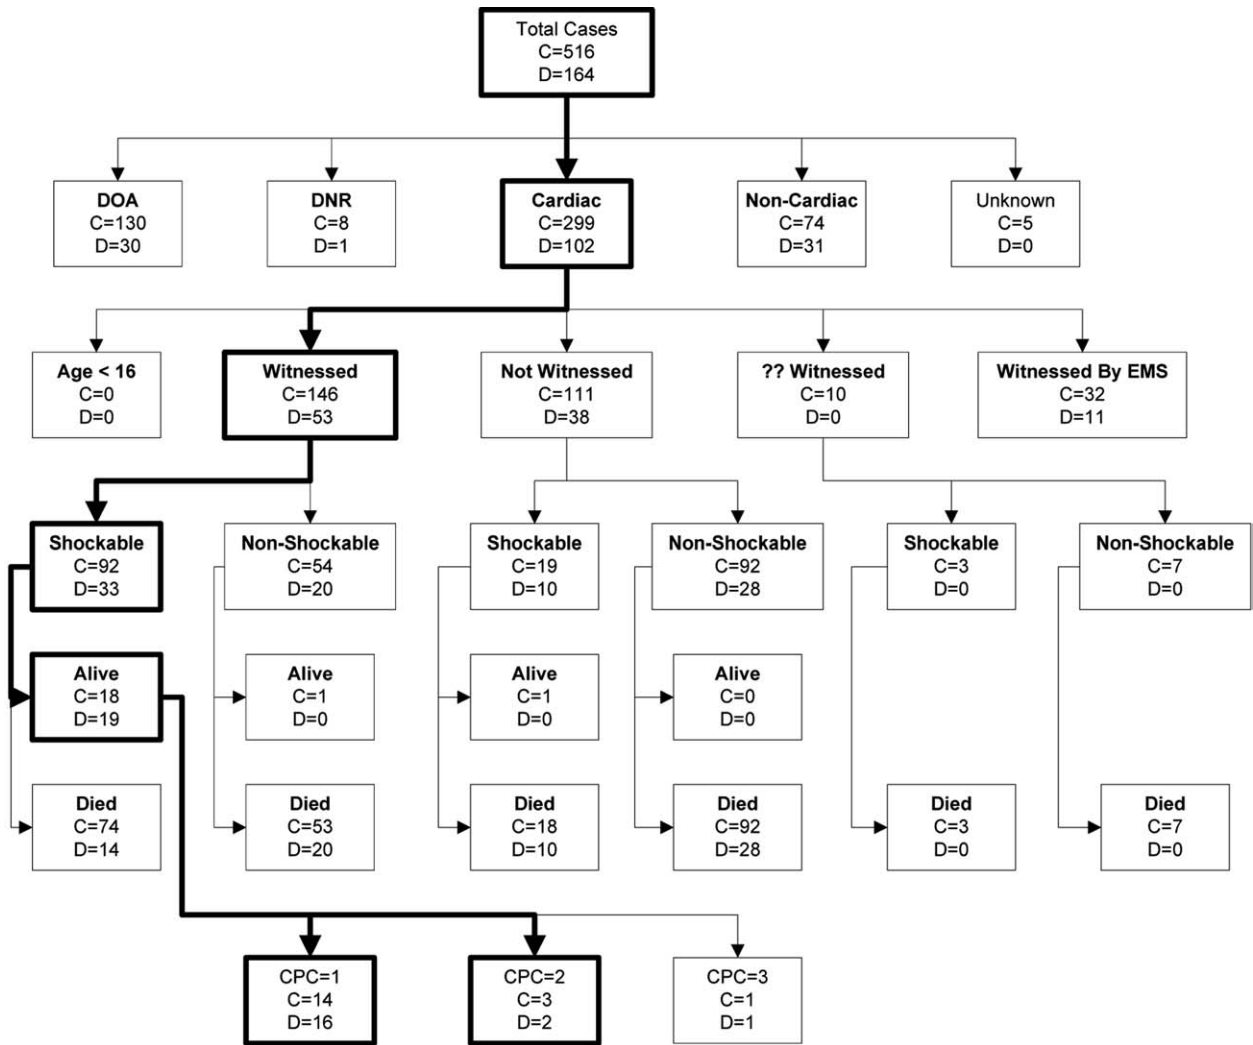 Total Cases
C=516
D=164
DOA
C=130
D=30
DNR
C=8
D=1
Cardiac
C=299
D=102
Non-Cardiac
C=74
D=31
Unknown
C=5
D=0
Age < 16
C=0
D=0
Witnessed
C=146
D=53
Not Witnessed
C=111
D=38
?? Witnessed
C=10
D=0
Witnessed By EMS
C=32
D=11
Shockable
C=92
D=33
Non-Shockable
C=54
D=20
Shockable
C=19
D=10
Non-Shockable
C=92
D=28
Shockable
C=3
D=0
Non-Shockable
C=7
D=0
Alive
C=18
D=19
Alive
C=1
D=0
Alive
C=1
D=0
Alive
C=0
D=0
Died
C=74
D=14
Died
C=53
D=20
Died
C=18
D=10
Died
C=92
D=28
Died
C=3
D=0
Died
C=7
D=0
CPC=1
C=14
D=16
CPC=2
C=3
D=2
CPC=3
C=1
D=1